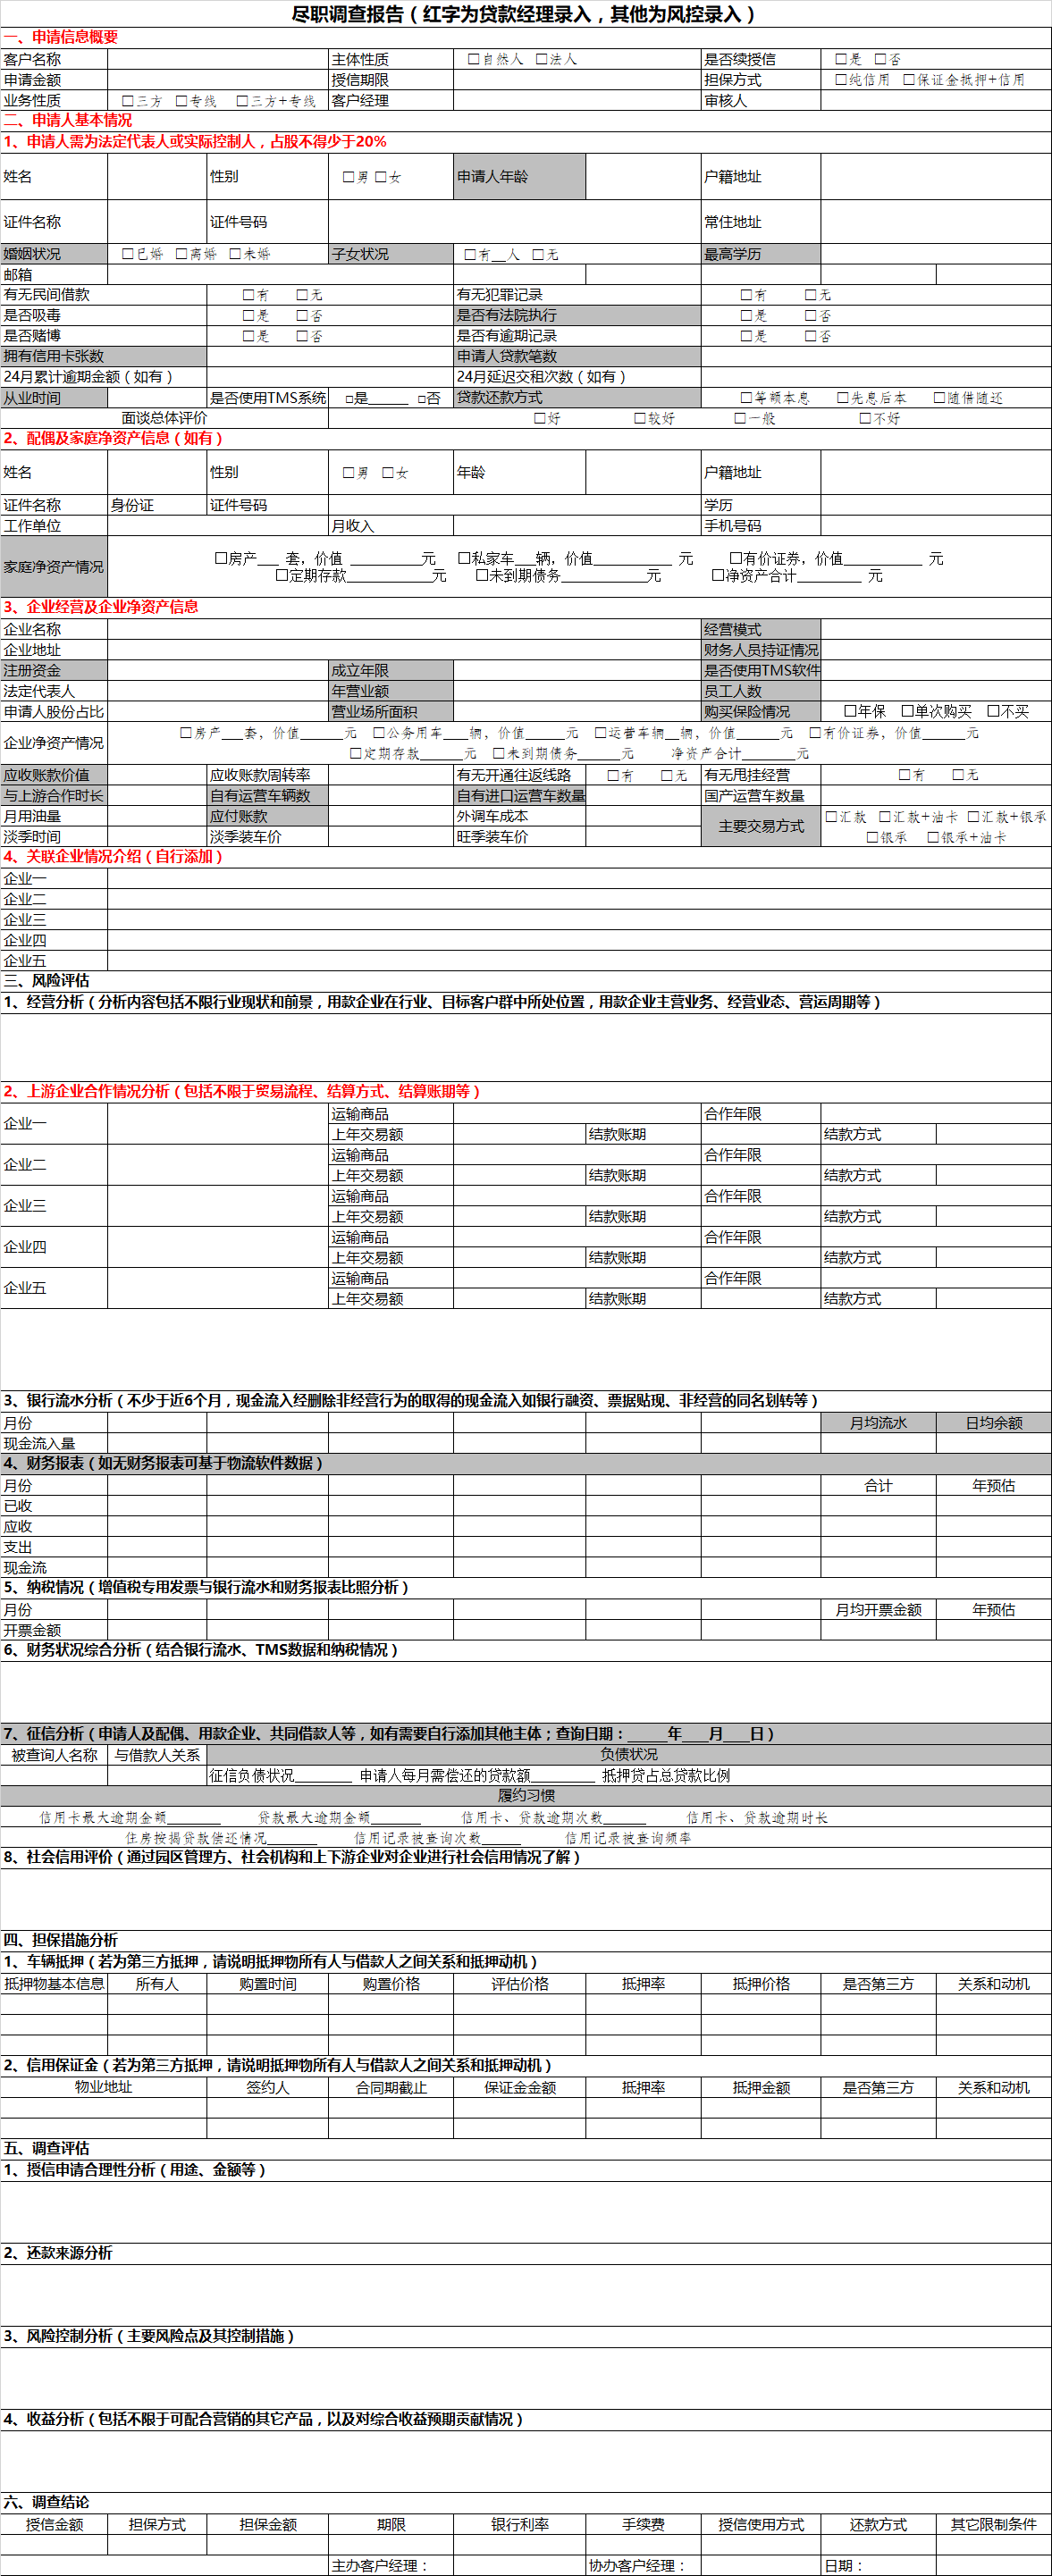 尽职调查报告（红字为贷款经理录入，其他为风控录入）
一、申请信息概要
客户名称 主体性质 □自然人 □法人 是否续授信 □是 □否
申请金额 授信期限 担保方式 □纯信用 □保证金抵押+信用
业务性质 □三方 □专线 □三方+专线 客户经理 审核人
二、申请人基本情况
1、申请人需为法定代表人或实际控制人，占股不得少于20%
姓名 性别 □男 □女 申请人年龄 户籍地址
证件名称 证件号码 常住地址
婚姻状况 □已婚 □离婚 □未婚 子女状况 □有__人 □无 最高学历
邮箱
有无民间借款 □有 □无 有无犯罪记录 □有 □无
是否吸毒 □是 □否 是否有法院执行 □是 □否
是否赌博 □是 □否 是否有逾期记录 □是 □否
拥有信用卡张数 申请人贷款笔数
24月累计逾期金额（如有） 24月延迟交租次数（如有）
从业时间 是否使用TMS系统 □是______ □否 贷款还款方式 □等额本息 □先息后本 □随借随还
面谈总体评价 □好 □较好 □一般 □不好
2、配偶及家庭净资产信息（如有）
姓名 性别 □男 □女 年龄 户籍地址
证件名称 身份证 证件号码 学历
工作单位 月收入 手机号码
家庭净资产情况 □房产___ 套，价值 __________元 □私家车___辆，价值___________ 元 □有价证券，价值___________ 元
□定期存款____________元 □未到期债务____________元 □净资产合计_________ 元
3、企业经营及企业净资产信息
企业名称 经营模式
企业地址 财务人员持证情况
注册资金 成立年限 是否使用TMS软件
法定代表人 年营业额 员工人数
申请人股份占比 营业场所面积 购买保险情况 □年保 □单次购买 □不买
企业净资产情况 □房产___套，价值______元 □公务用车____辆，价值______元 □运营车辆__辆，价值______元 □有价证券，价值______元
□定期存款______元 □未到期债务______元 净资产合计________元
应收账款价值 应收账款周转率 有无开通往返线路 □有 □无 有无甩挂经营 □有 □无
与上游合作时长 自有运营车辆数 自有进口运营车数量 国产运营车数量
月用油量 应付账款 外调车成本 主要交易方式 □汇款 □汇款+油卡 □汇款+银承
淡季时间 淡季装车价 旺季装车价 □银承 □银承+油卡
4、关联企业情况介绍（自行添加）
企业一
企业二
企业三
企业四
企业五
三、风险评估
1、经营分析（分析内容包括不限行业现状和前景，用款企业在行业、目标客户群中所处位置，用款企业主营业务、经营业态、营运周期等）
2、上游企业合作情况分析（包括不限于贸易流程、结算方式、结算账期等）
企业一 运输商品 合作年限
上年交易额 结款账期 结款方式
企业二 运输商品 合作年限
上年交易额 结款账期 结款方式
企业三 运输商品 合作年限
上年交易额 结款账期 结款方式
企业四 运输商品 合作年限
上年交易额 结款账期 结款方式
企业五 运输商品 合作年限
上年交易额 结款账期 结款方式
3、银行流水分析（不少于近6个月，现金流入经删除非经营行为的取得的现金流入如银行融资、票据贴现、非经营的同名划转等）
月份 月均流水 日均余额
现金流入量
4、财务报表（如无财务报表可基于物流软件数据）
月份 合计 年预估
已收
应收
支出
现金流
5、纳税情况（增值税专用发票与银行流水和财务报表比照分析）
月份 月均开票金额 年预估
开票金额
6、财务状况综合分析（结合银行流水、TMS数据和纳税情况）
7、征信分析（申请人及配偶、用款企业、共同借款人等，如有需要自行添加其他主体；查询日期：______年____月____日）
被查询人名称 与借款人关系 负债状况
征信负债状况________ 申请人每月需偿还的贷款额_________ 抵押贷占总贷款比例
履约习惯
信用卡最大逾期金额________ 贷款最大逾期金额_______ 信用卡、贷款逾期次数______ 信用卡、贷款逾期时长
住房按揭贷款偿还情况_______ 信用记录被查询次数______ 信用记录被查询频率
8、社会信用评价（通过园区管理方、社会机构和上下游企业对企业进行社会信用情况了解）
四、担保措施分析
1、车辆抵押（若为第三方抵押，请说明抵押物所有人与借款人之间关系和抵押动机）
抵押物基本信息 所有人 购置时间 购置价格 评估价格 抵押率 抵押价格 是否第三方 关系和动机
2、信用保证金（若为第三方抵押，请说明抵押物所有人与借款人之间关系和抵押动机）
物业地址 签约人 合同期截止 保证金金额 抵押率 抵押金额 是否第三方 关系和动机
五、调查评估
1、授信申请合理性分析（用途、金额等）
2、还款来源分析
3、风险控制分析（主要风险点及其控制措施）
4、收益分析（包括不限于可配合营销的其它产品，以及对综合收益预期贡献情况）
六、调查结论
授信金额 担保方式 担保金额 期限 银行利率 手续费 授信使用方式 还款方式 其它限制条件
主办客户经理： 协办客户经理： 日期：